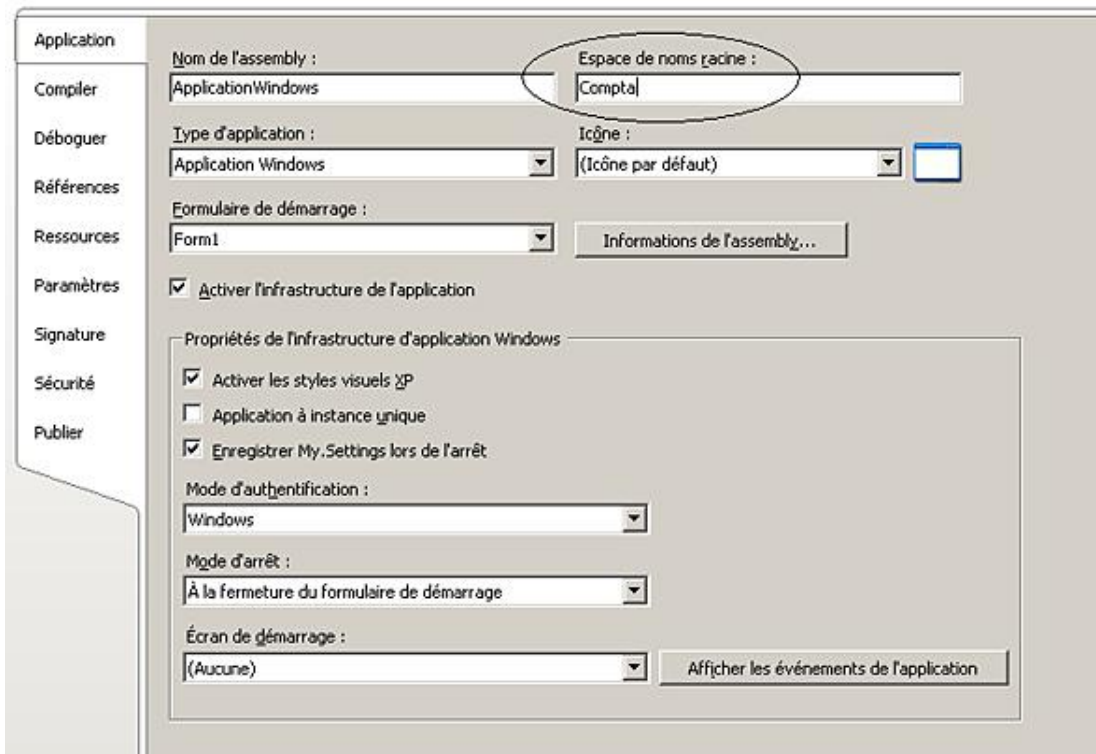 Application
Compiler
Déboguer
Références
Ressources
Paramètres
Signature
Sécurité
Publier
Nom de l'assembly :
Espace de noms racine :
ApplicationWindows
Compta
Type d'application :
Icône :
Application Windows
(Icône par défaut)
Formulaire de démarrage :
Form1
Informations de l'assembly...
Activer l'infrastructure de l'application
Propriétés de l'infrastructure d'application Windows
Activer les styles visuels XP
Application à instance unique
Enregistrer My.Settings lors de l'arrêt
Mode d'authentification :
Windows
Mode d'arrêt :
À la fermeture du formulaire de démarrage
Écran de démarrage :
(Aucune)
Afficher les événements de l'application